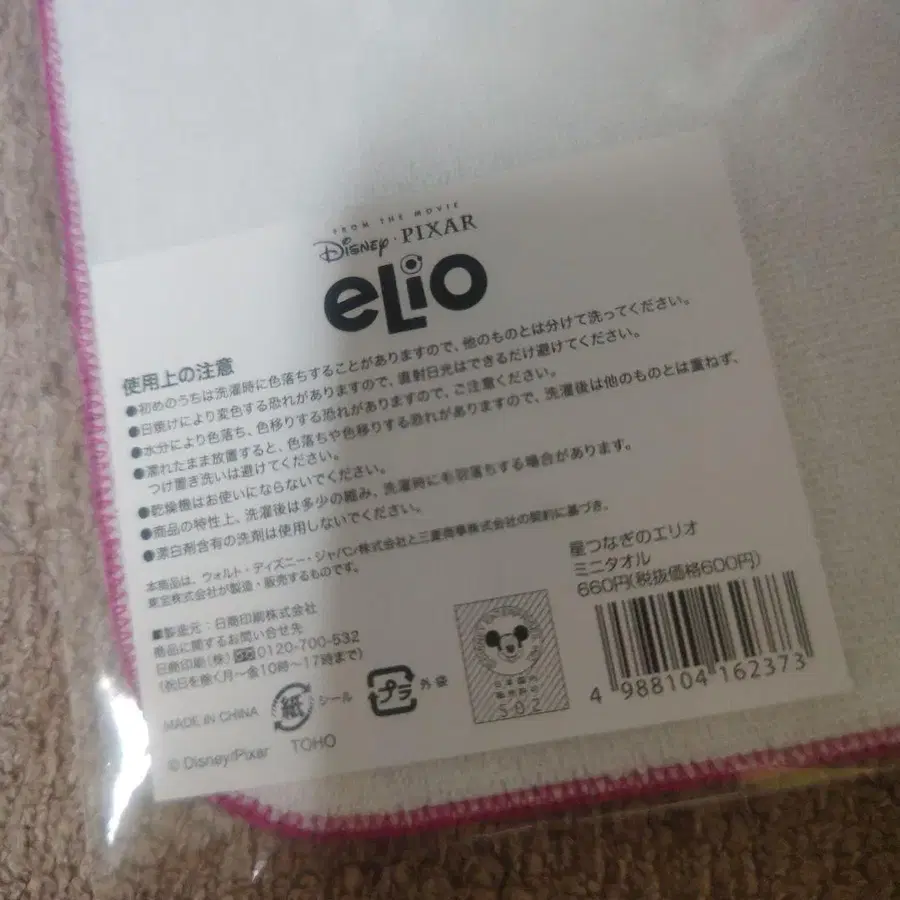 FROM THE MOVIE
Disney · PIXAR
eLio
使用上の注意
●初めのうちは洗濯時に色落ちすることがありますので、他のものとは分けて洗ってください。
●日焼けにより変色する恐れがありますので、直射日光はできるだけ避けてください。
●水分により色落ち、色移りする恐れがありますので、ご注意ください。
●濡れたまま放置すると、色落ちや色移りする恐れがありますので、洗濯後は他のものとは重ねず、
つけ置き洗いは避けてください。
●乾燥機はお使いにならないでください。
●商品の特性上、洗濯後は多少の縮み、洗濯時に毛羽落ちする場合があります。
●漂白剤含有の洗剤は使用しないでください。
本商品は、ウォルト・ディズニー・ジャパン株式会社と三菱商事株式会社の契約に基づき、
東宝株式会社が製造・販売するものです。
■製造元：日商印刷株式会社
商品に関するお問い合せ先
日商印刷（株） 0120-700-532
（祝日を除く月〜金10時〜17時まで）
MADE IN CHINA
紙 シール
プラ 外袋
© Disney/Pixar TOHO
星つなぎのエリオ
ミニタオル
660円(税抜価格600円)
4 988104 162373